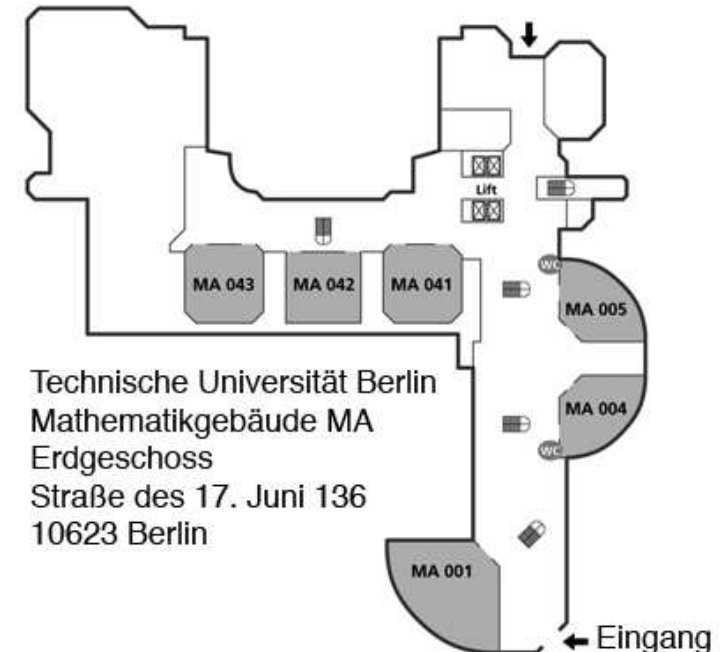 Lift
WC
MA 043
MA 042
MA 041
MA 005
MA 004
WC
MA 001
Technische Universität Berlin
Mathematikgebäude MA
Erdgeschoss
Straße des 17. Juni 136
10623 Berlin
Eingang